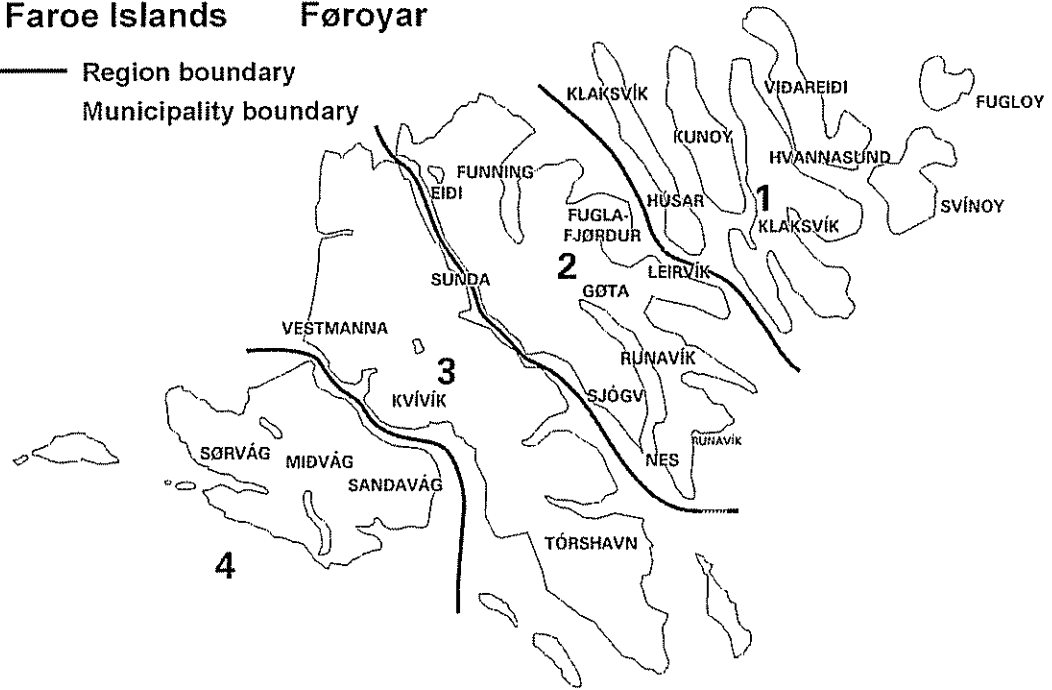 Faroe Islands Føroyar
Region boundary
Municipality boundary
KLAKSVÍK
VIÐAREIÐI
FUGLOY
KUNOY
HVANNASUND
FUNNING
EIÐI
HÚSAR
1
SVÍNOY
FUGLA-
FJØRÐUR
KLAKSVÍK
2
LEIRVÍK
SUNDA
GØTA
VESTMANNA
RUNAVÍK
3
KVÍVÍK
SJÓGV
RUNAVÍK
SØRVÁG
MIÐVÁG
NES
SANDAVÁG
TÓRSHAVN
4